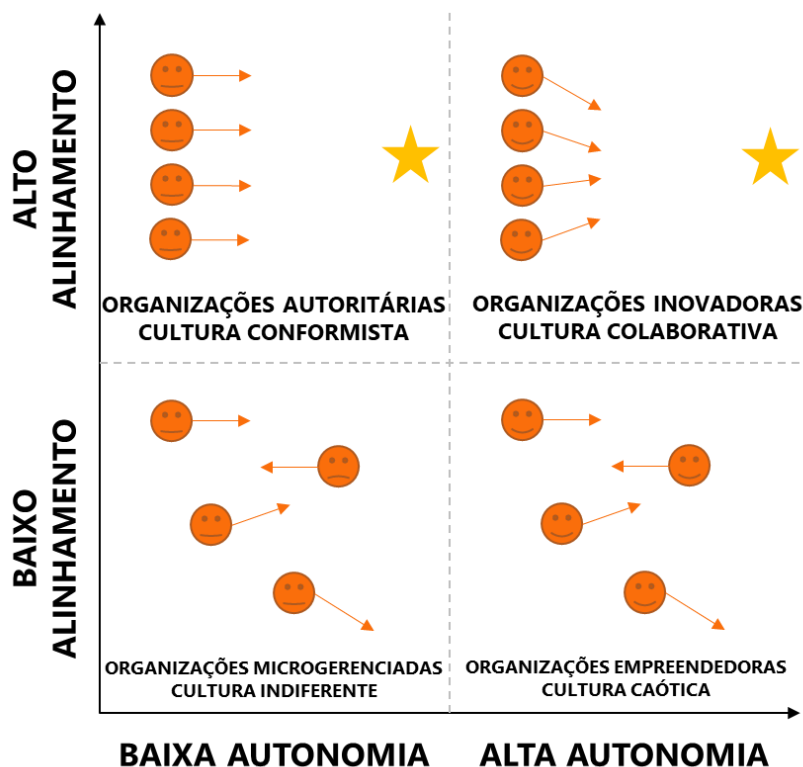 ALTO
ALINHAMENTO
ORGANIZAÇÕES AUTORITÁRIAS
CULTURA CONFORMISTA
ORGANIZAÇÕES INOVADORAS
CULTURA COLABORATIVA
BAIXO
ALINHAMENTO
ORGANIZAÇÕES MICROGERENCIADAS
CULTURA INDIFERENTE
ORGANIZAÇÕES EMPREENDEDORAS
CULTURA CAÓTICA
BAIXA AUTONOMIA
ALTA AUTONOMIA